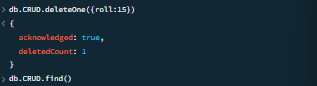 > db.CRUD.deleteOne({roll:15})
< {
acknowledged: true,
deletedCount: 1
}
> db.CRUD.find()